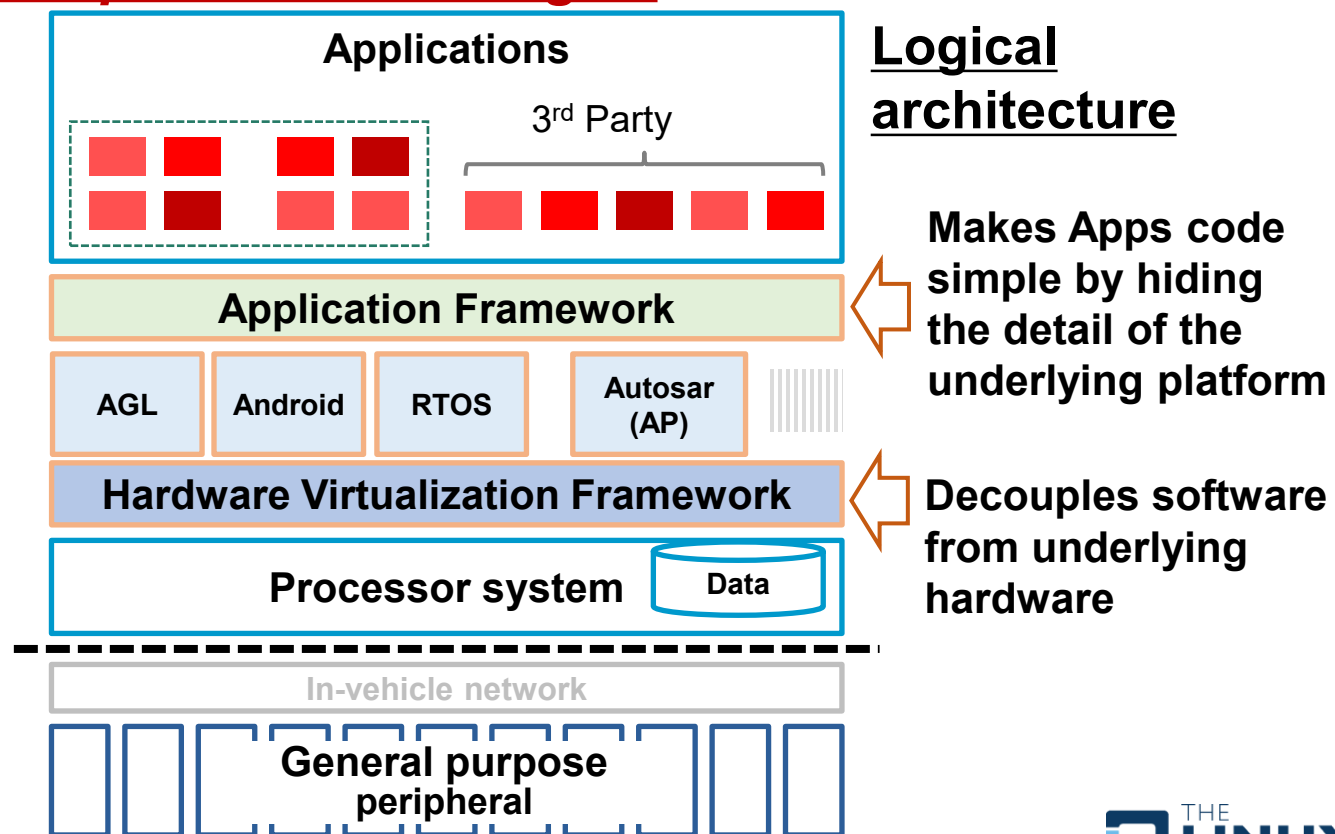 Applications
3rd Party
Logical
architecture
Makes Apps code
simple by hiding
the detail of the
underlying platform
Application Framework
AGL
Android
RTOS
Autosar
(AP)
Hardware Virtualization Framework
Decouples software
from underlying
hardware
Processor system
Data
In-vehicle network
General purpose
peripheral
THE